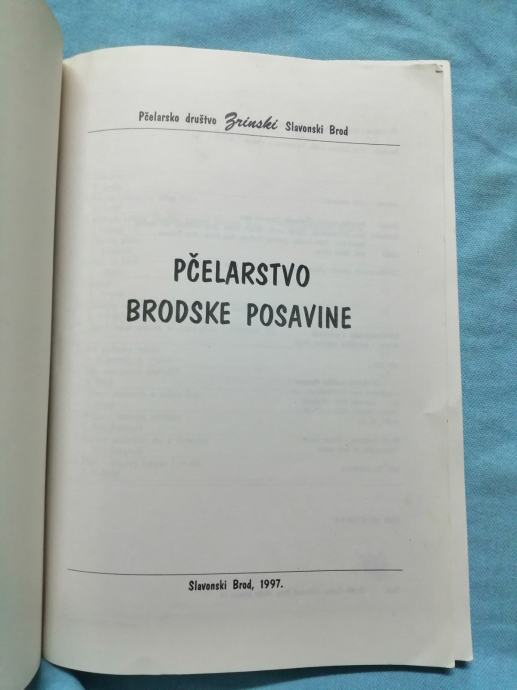 Pčelarsko društvo Zrinski Slavonski Brod
PČELARSTVO
BRODSKE POSAVINE
Slavonski Brod, 1997.